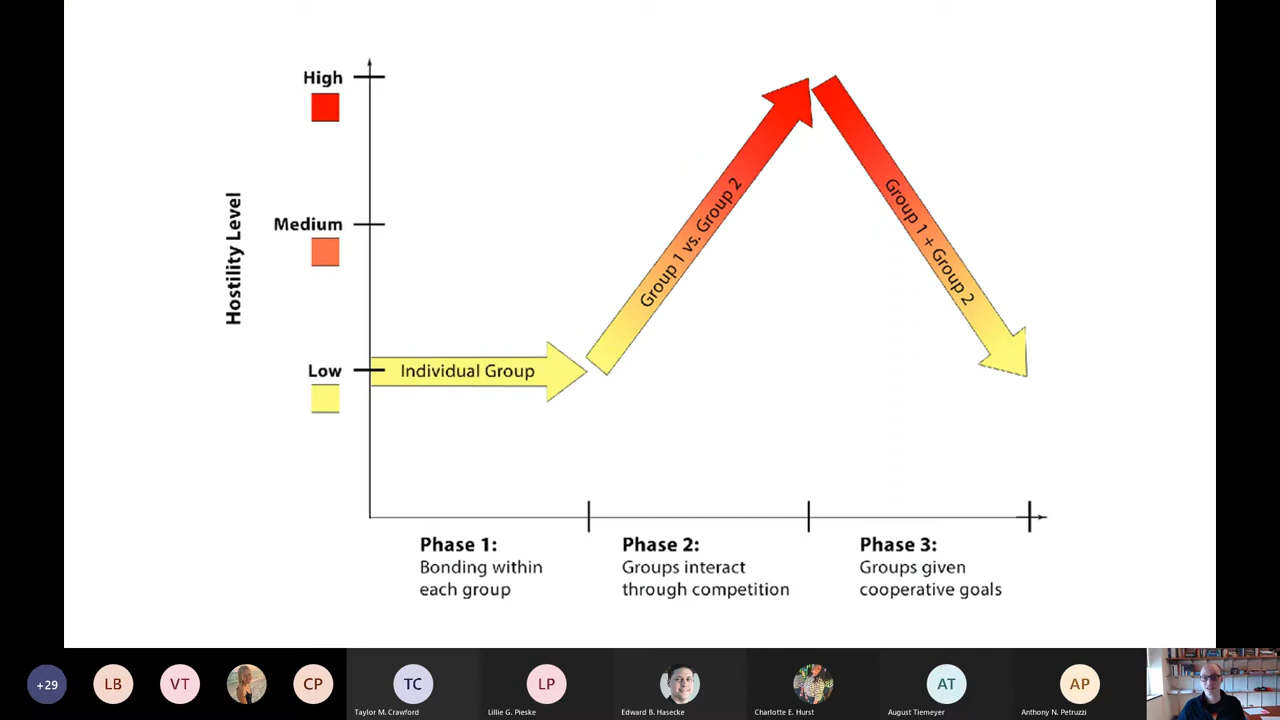 High
Medium
Low
Hostility Level
Individual Group
Group 1 vs. Group 2
Group 1 + Group 2
Phase 1:
Bonding within
each group
Phase 2:
Groups interact
through competition
Phase 3:
Groups given
cooperative goals
+29
LB
VT
CP
TC
Taylor M. Crawford
LP
Lillie G. Pieske
Edward B. Hasecke
Charlotte E. Hurst
AT
August Tiemeyer
AP
Anthony N. Petruzzi